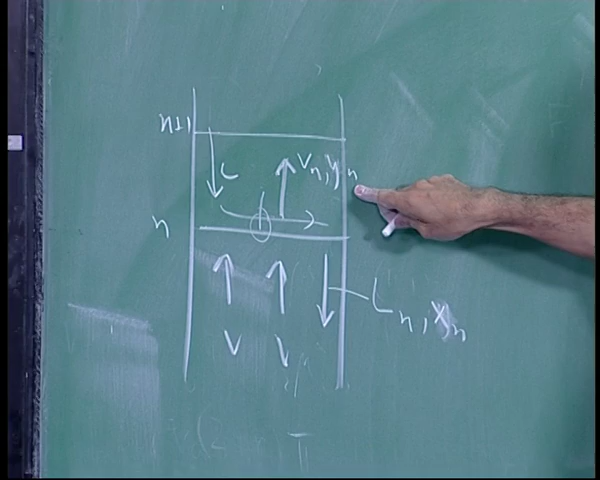 n+1
L
V_n, y_n
n
V V
L_n, x_n